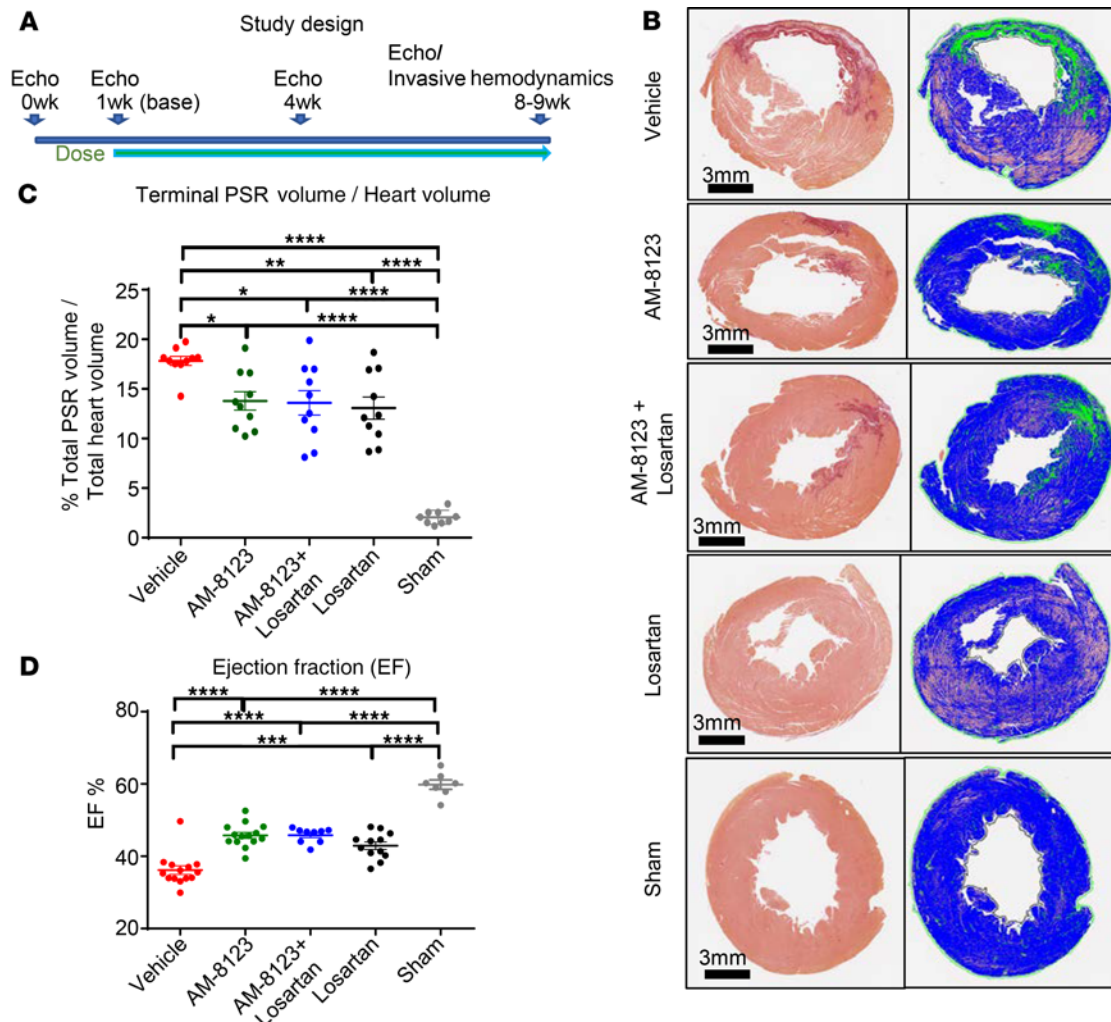 A
Study design
Echo
0wk
Echo
1wk (base)
Echo
4wk
Echo/
Invasive hemodynamics
8-9wk
Dose
C
Terminal PSR volume / Heart volume
****
** ****
* ****
* ****
% Total PSR volume /
Total heart volume
25
20
15
10
5
0
Vehicle
AM-8123
AM-8123+
Losartan
Losartan
Sham
D
Ejection fraction (EF)
**** ****
**** ****
*** ****
EF %
80
60
40
20
Vehicle
AM-8123
AM-8123+
Losartan
Losartan
Sham
B
Vehicle
3mm
AM-8123
3mm
AM-8123 +
Losartan
3mm
Losartan
3mm
Sham
3mm